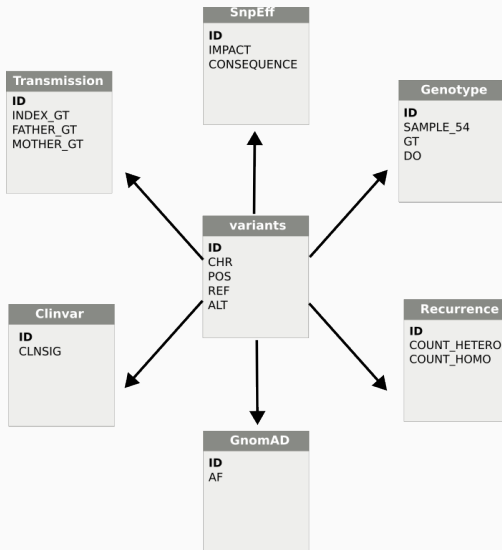 SnpEff
ID
IMPACT
CONSEQUENCE
Transmission
ID
INDEX_GT
FATHER_GT
MOTHER_GT
Genotype
ID
SAMPLE_54
GT
DO
variants
ID
CHR
POS
REF
ALT
Clinvar
ID
CLNSIG
Recurrence
ID
COUNT_HETERO
COUNT_HOMO
GnomAD
ID
AF